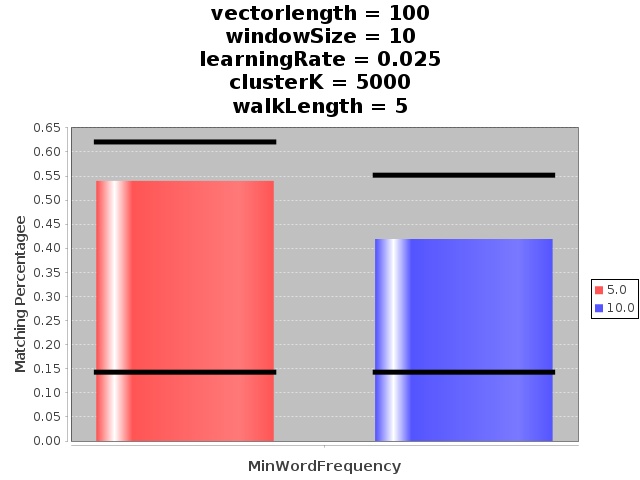 vectorlength = 100
windowSize = 10
learningRate = 0.025
clusterK = 5000
walkLength = 5
0.65
0.60
0.55
0.50
0.45
0.40
0.35
0.30
0.25
0.20
0.15
0.10
0.05
0.00
Matching Percentagee
MinWordFrequency
5.0
10.0